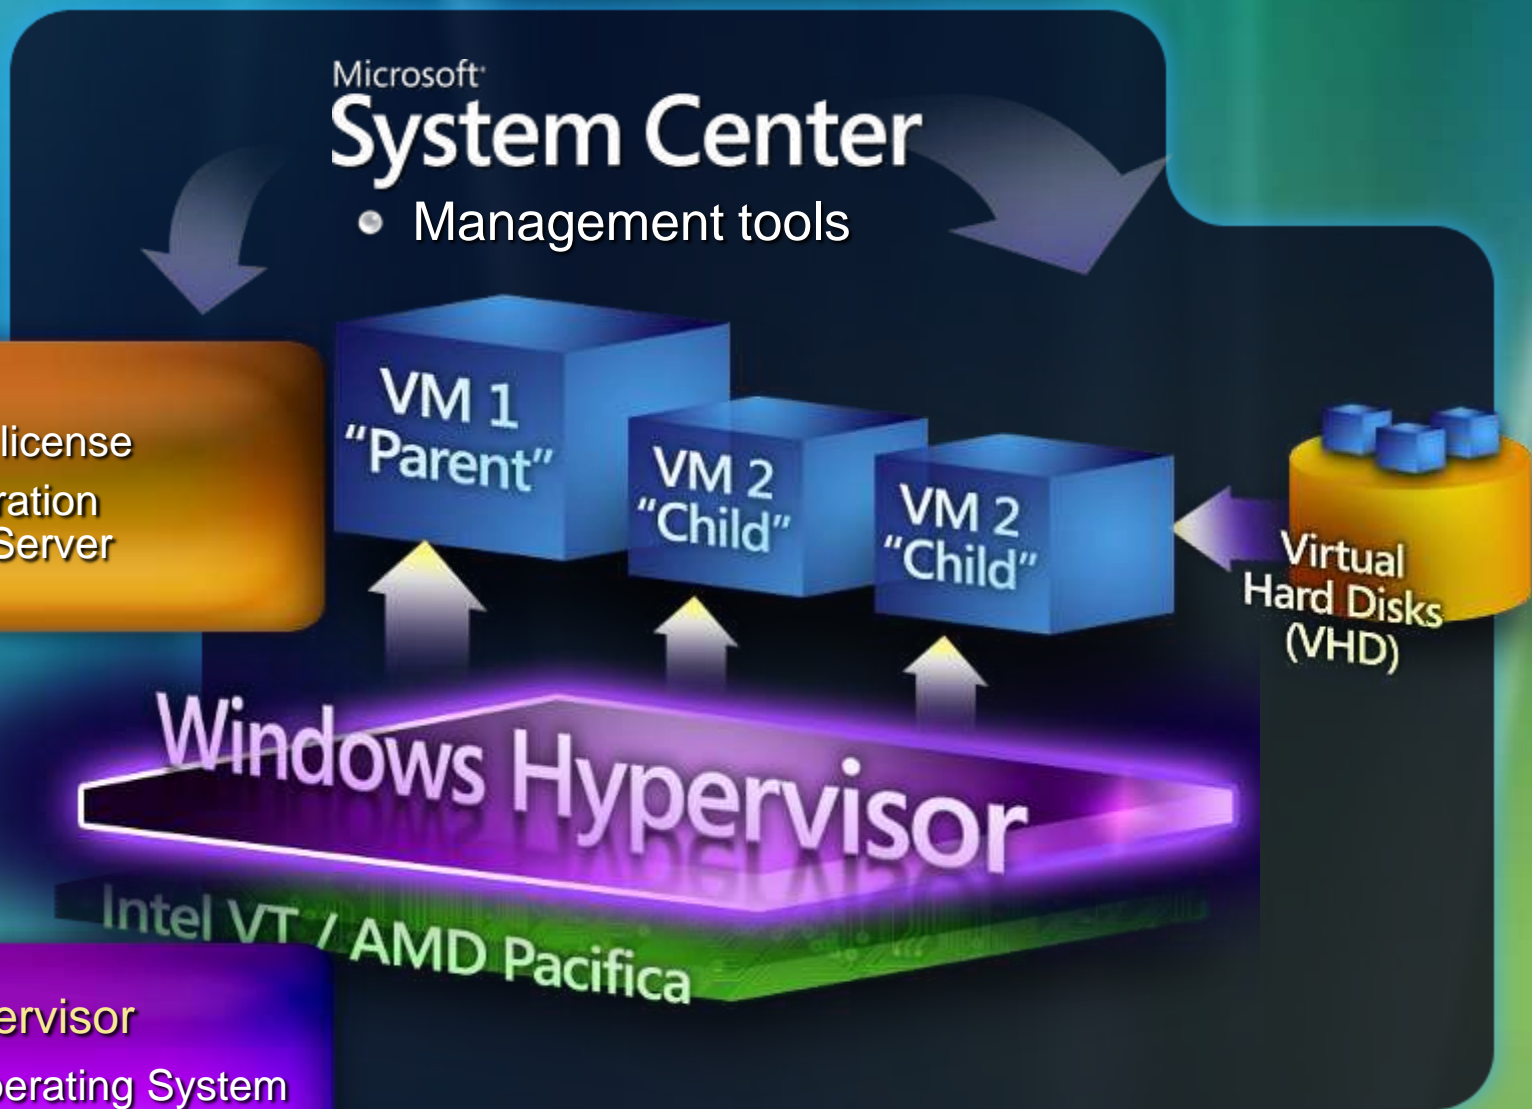 Microsoft
System Center
Management tools
license
ration
Server
VM 1
“Parent”
VM 2
“Child”
VM 2
“Child”
Virtual
Hard Disks
(VHD)
Windows Hypervisor
Intel VT / AMD Pacifica
ervisor
perating System